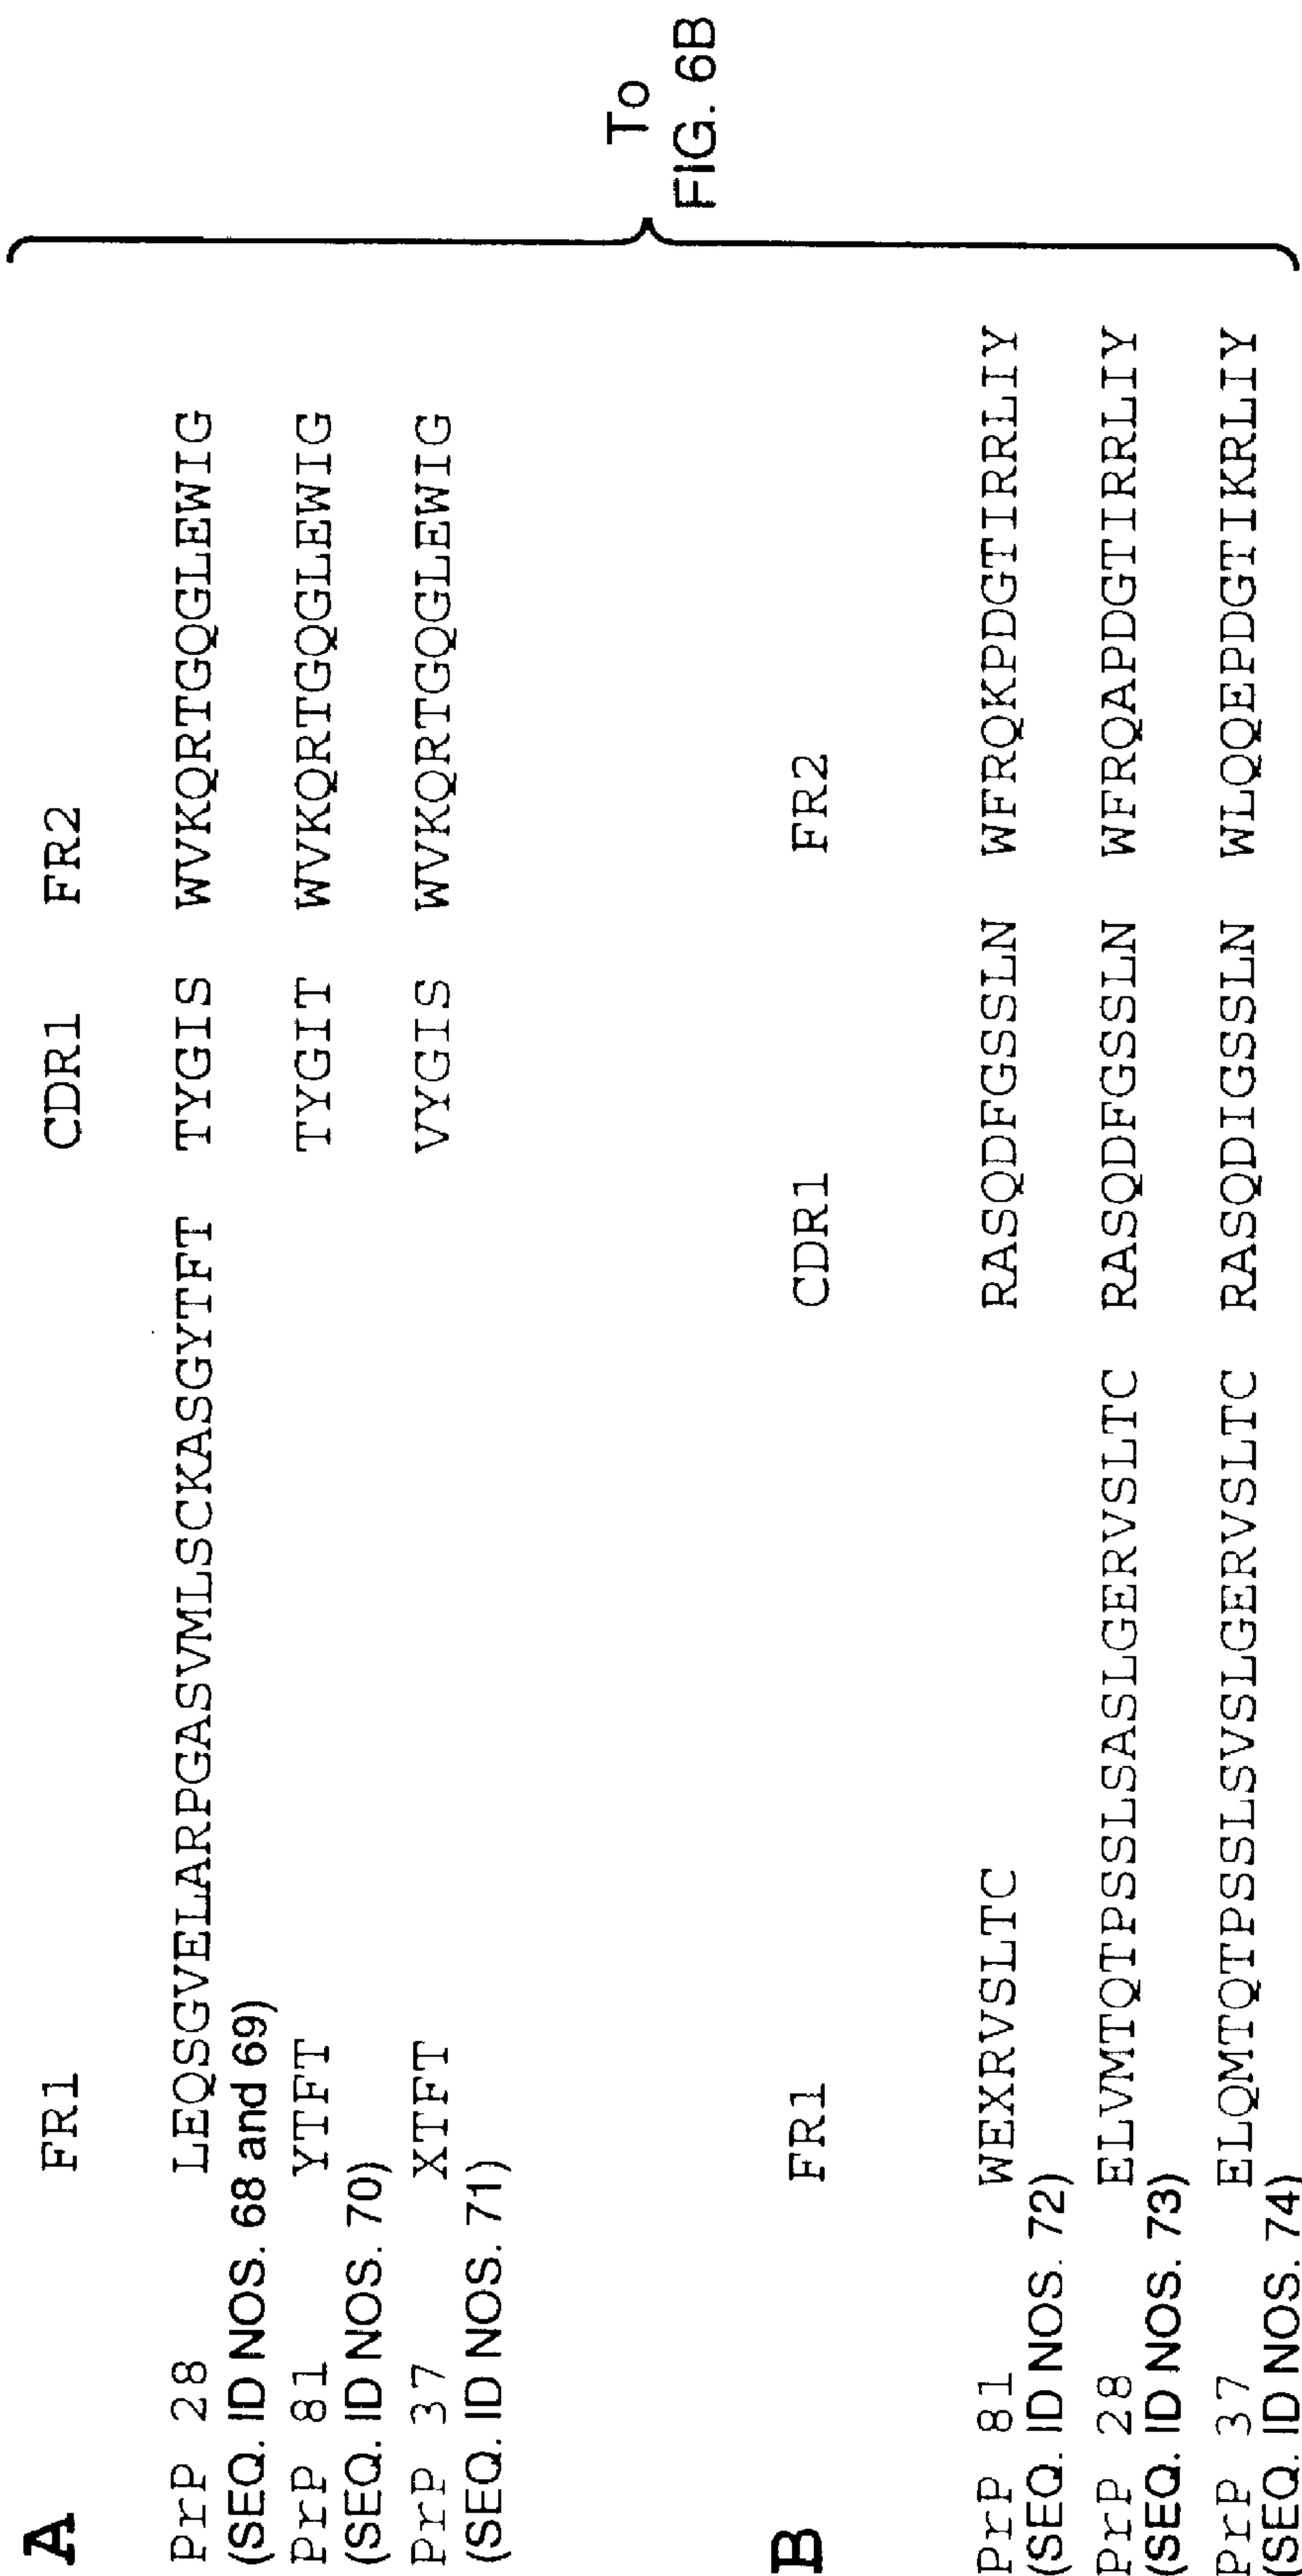 A
FR1 CDR1 FR2
PrP 28 LEQSGVELARPGASVMLSCKASGYTFT TYGIS WVKQRTGQGLEWIG
(SEQ. ID NOS. 68 and 69)
PrP 81 YTFT TYGIT WVKQRTGQGLEWIG
(SEQ. ID NOS. 70)
PrP 37 XTFT VYGIS WVKQRTGQGLEWIG
(SEQ. ID NOS. 71)
B
FR1 CDR1 FR2
PrP 81 WEXRVSLTC RASQDFGSSLN WFRQKPDGTIRRLIY
(SEQ. ID NOS. 72)
PrP 28 ELVMTQTPSSLSASLGERVSLTC RASQDFGSSLN WFRQAPDGTIRRLIY
(SEQ. ID NOS. 73)
PrP 37 ELQMTQTPSSLSVSLGERVSLTC RASQDIGSSLN WLQQEPDGTIKRLIY
(SEQ. ID NOS. 74)
To
FIG. 6B